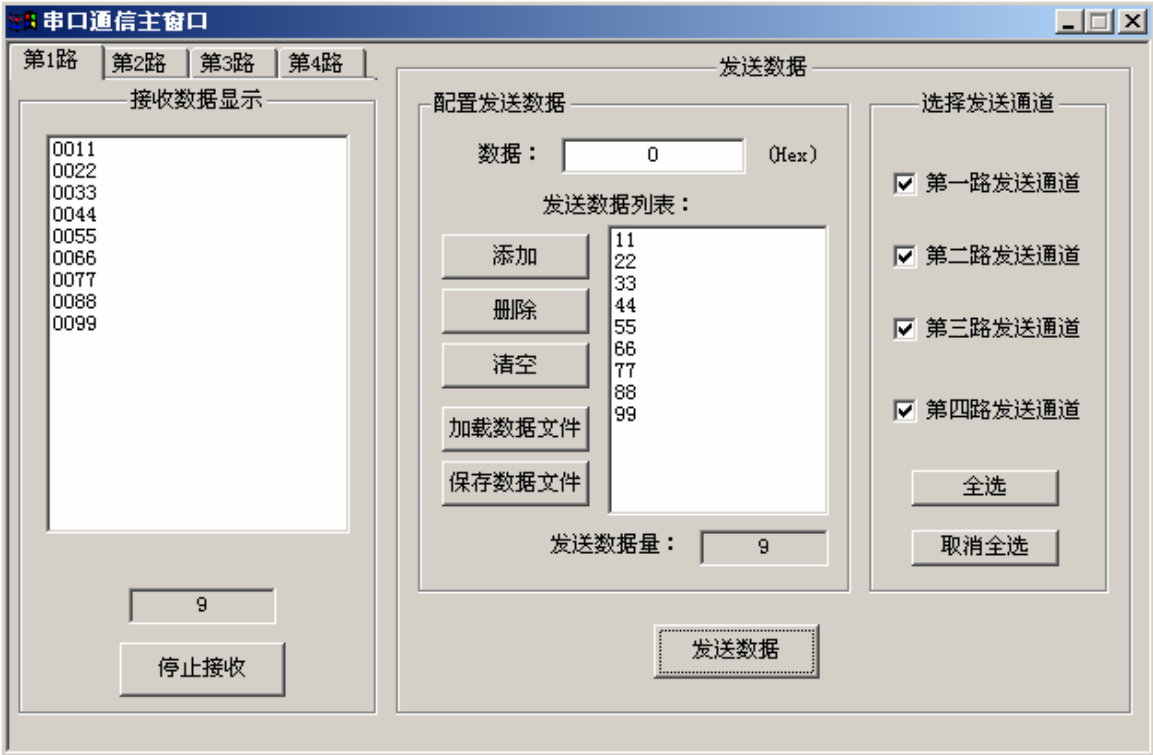 串口通信主窗口
第1路 第2路 第3路 第4路
接收数据显示
0011
0022
0033
0044
0055
0066
0077
0088
0099
9
停止接收
发送数据
配置发送数据
数据： 0 (Hex)
发送数据列表：
添加
删除
清空
加载数据文件
保存数据文件
11
22
33
44
55
66
77
88
99
发送数据量： 9
选择发送通道
第一路发送通道
第二路发送通道
第三路发送通道
第四路发送通道
全选
取消全选
发送数据